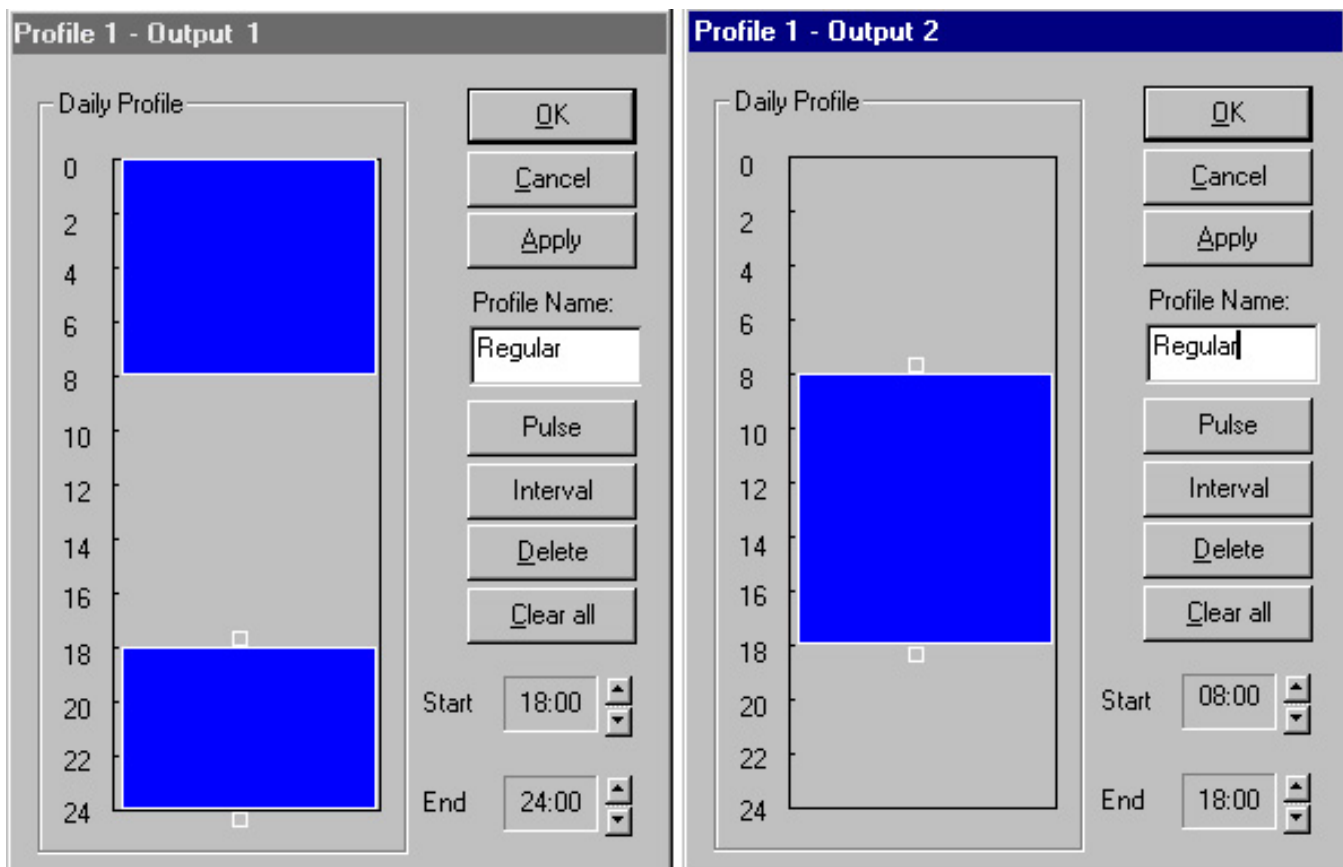 Profile 1 - Output 1
Daily Profile
0
2
4
6
8
10
12
14
16
18
20
22
24
OK
Cancel
Apply
Profile Name:
Regular
Pulse
Interval
Delete
Clear all
Start 18:00
End 24:00
Profile 1 - Output 2
Daily Profile
0
2
4
6
8
10
12
14
16
18
20
22
24
OK
Cancel
Apply
Profile Name:
Regular
Pulse
Interval
Delete
Clear all
Start 08:00
End 18:00